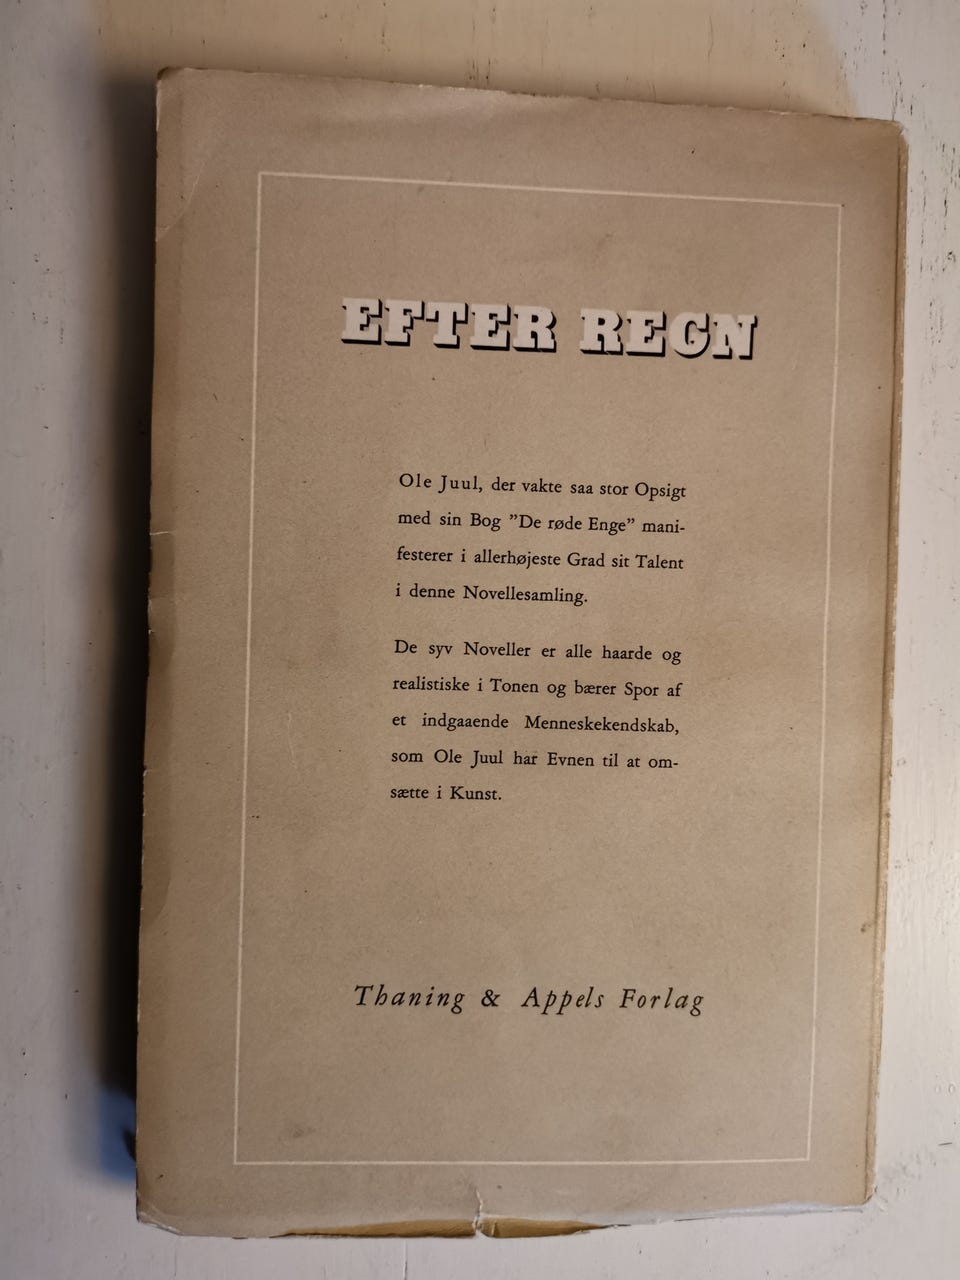 EFTER REGN
Ole Juul, der vakte saa stor Opsigt
med sin Bog ”De røde Enge” mani-
festerer i allerhøjeste Grad sit Talent
i denne Novellesamling.
De syv Noveller er alle haarde og
realistiske i Tonen og bærer Spor af
et indgaaende Menneskekendskab,
som Ole Juul har Evnen til at om-
sætte i Kunst.
Thaning & Appels Forlag